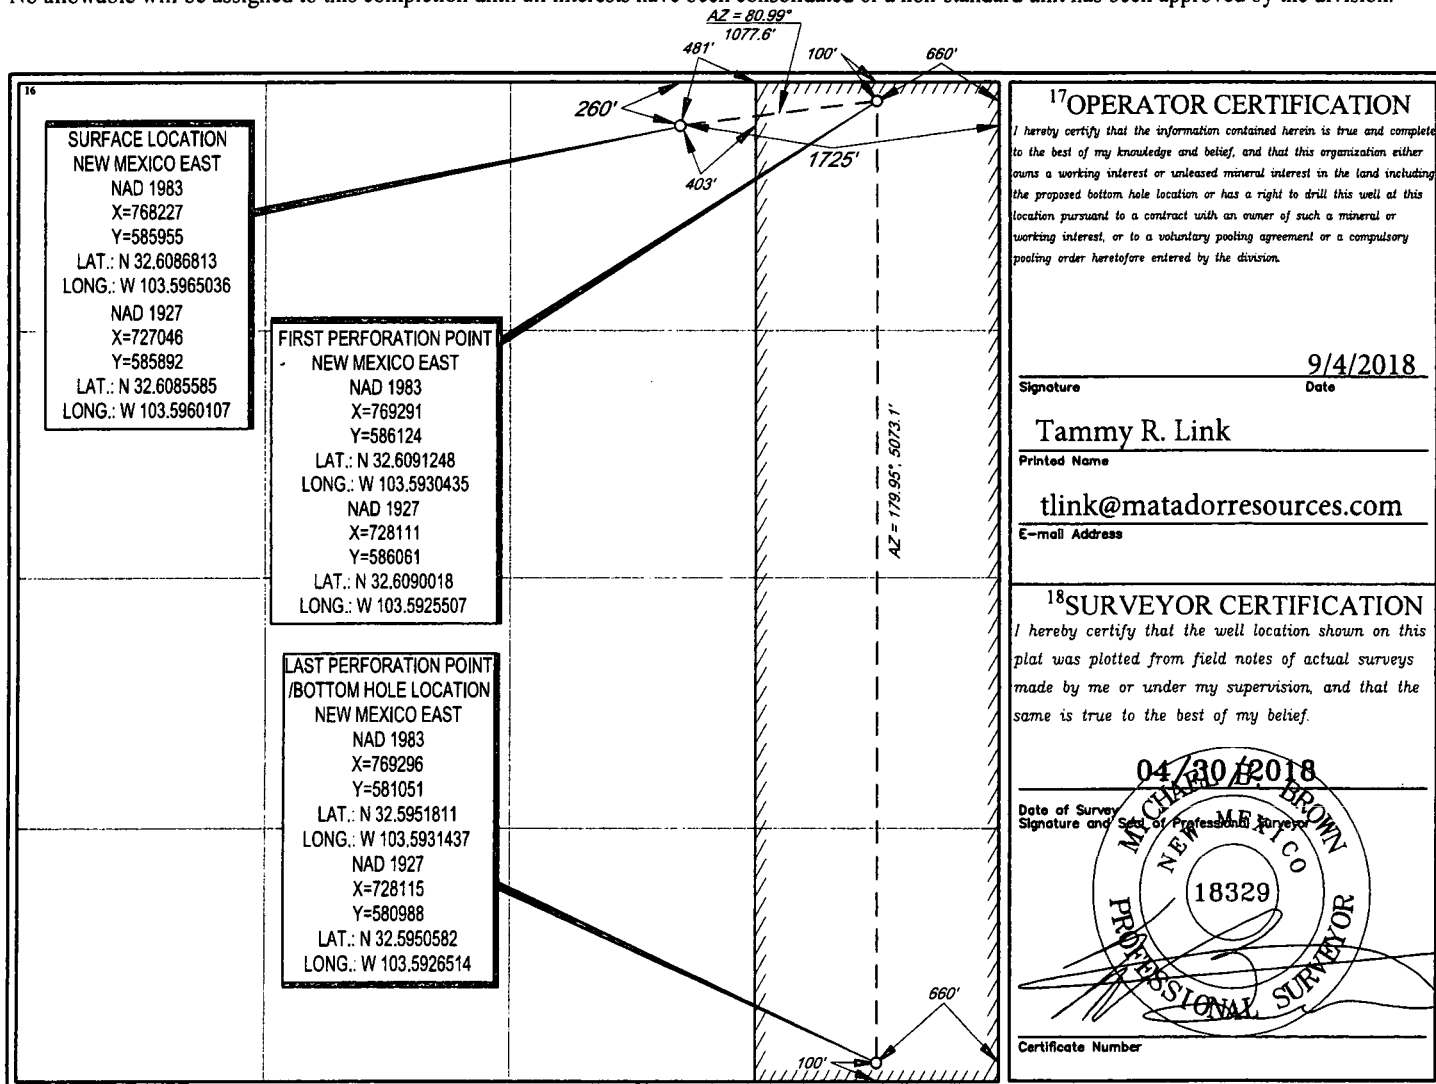 No allowable will be assigned to this completion until all interests have been consolidated or a non-standard unit has been approved by the division.
AZ = 80.99°
1077.6'
481'
100'
660'
260'
1725'
403'
16
SURFACE LOCATION
NEW MEXICO EAST
NAD 1983
X=768227
Y=585955
LAT.: N 32.6086813
LONG.: W 103.5965036
NAD 1927
X=727046
Y=585892
LAT.: N 32.6085585
LONG.: W 103.5960107
FIRST PERFORATION POINT
NEW MEXICO EAST
NAD 1983
X=769291
Y=586124
LAT.: N 32.6091248
LONG.: W 103.5930435
NAD 1927
X=728111
Y=586061
LAT.: N 32.6090018
LONG.: W 103.5925507
AZ = 179.95°, 5073.1'
LAST PERFORATION POINT
/BOTTOM HOLE LOCATION
NEW MEXICO EAST
NAD 1983
X=769296
Y=581051
LAT.: N 32.5951811
LONG.: W 103.5931437
NAD 1927
X=728115
Y=580988
LAT.: N 32.5950582
LONG.: W 103.5926514
660'
100'
17OPERATOR CERTIFICATION
I hereby certify that the information contained herein is true and complete
to the best of my knowledge and belief, and that this organization either
owns a working interest or unleased mineral interest in the land including
the proposed bottom hole location or has a right to drill this well at this
location pursuant to a contract with an owner of such a mineral or
working interest, or to a voluntary pooling agreement or a compulsory
pooling order heretofore entered by the division.
9/4/2018
Signature Date
Tammy R. Link
Printed Name
tlink@matadorresources.com
E-mail Address
18SURVEYOR CERTIFICATION
I hereby certify that the well location shown on this
plat was plotted from field notes of actual surveys
made by me or under my supervision, and that the
same is true to the best of my belief.
04/30/2018
Date of Survey
Signature and Seal of Professional Surveyor
MYCHAEL B. BROWN
NEW MEXICO
18329
PROFESSIONAL SURVEYOR
Certificate Number